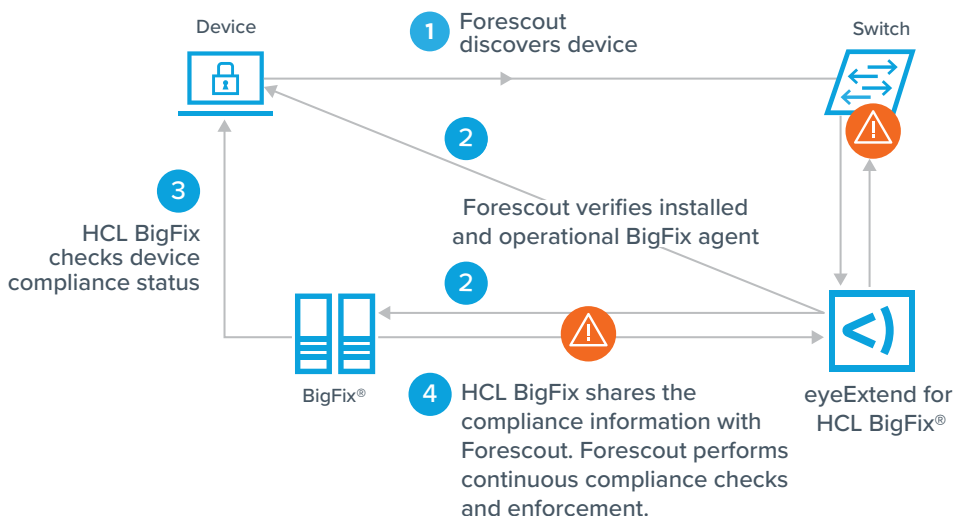 Device
1
Forescout
discovers device
Switch
2
3
HCL BigFix
checks device
compliance status
Forescout verifies installed
and operational BigFix agent
2
BigFix®
4
HCL BigFix shares the
compliance information with
Forescout. Forescout performs
continuous compliance checks
and enforcement.
eyeExtend for
HCL BigFix®